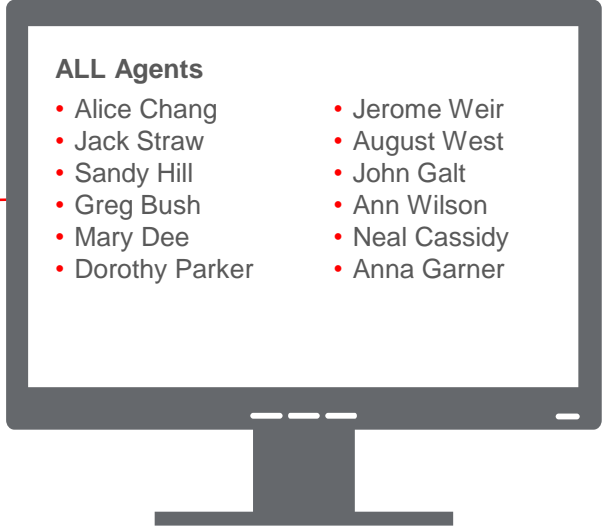 ALL Agents
• Alice Chang
• Jack Straw
• Sandy Hill
• Greg Bush
• Mary Dee
• Dorothy Parker
• Jerome Weir
• August West
• John Galt
• Ann Wilson
• Neal Cassidy
• Anna Garner